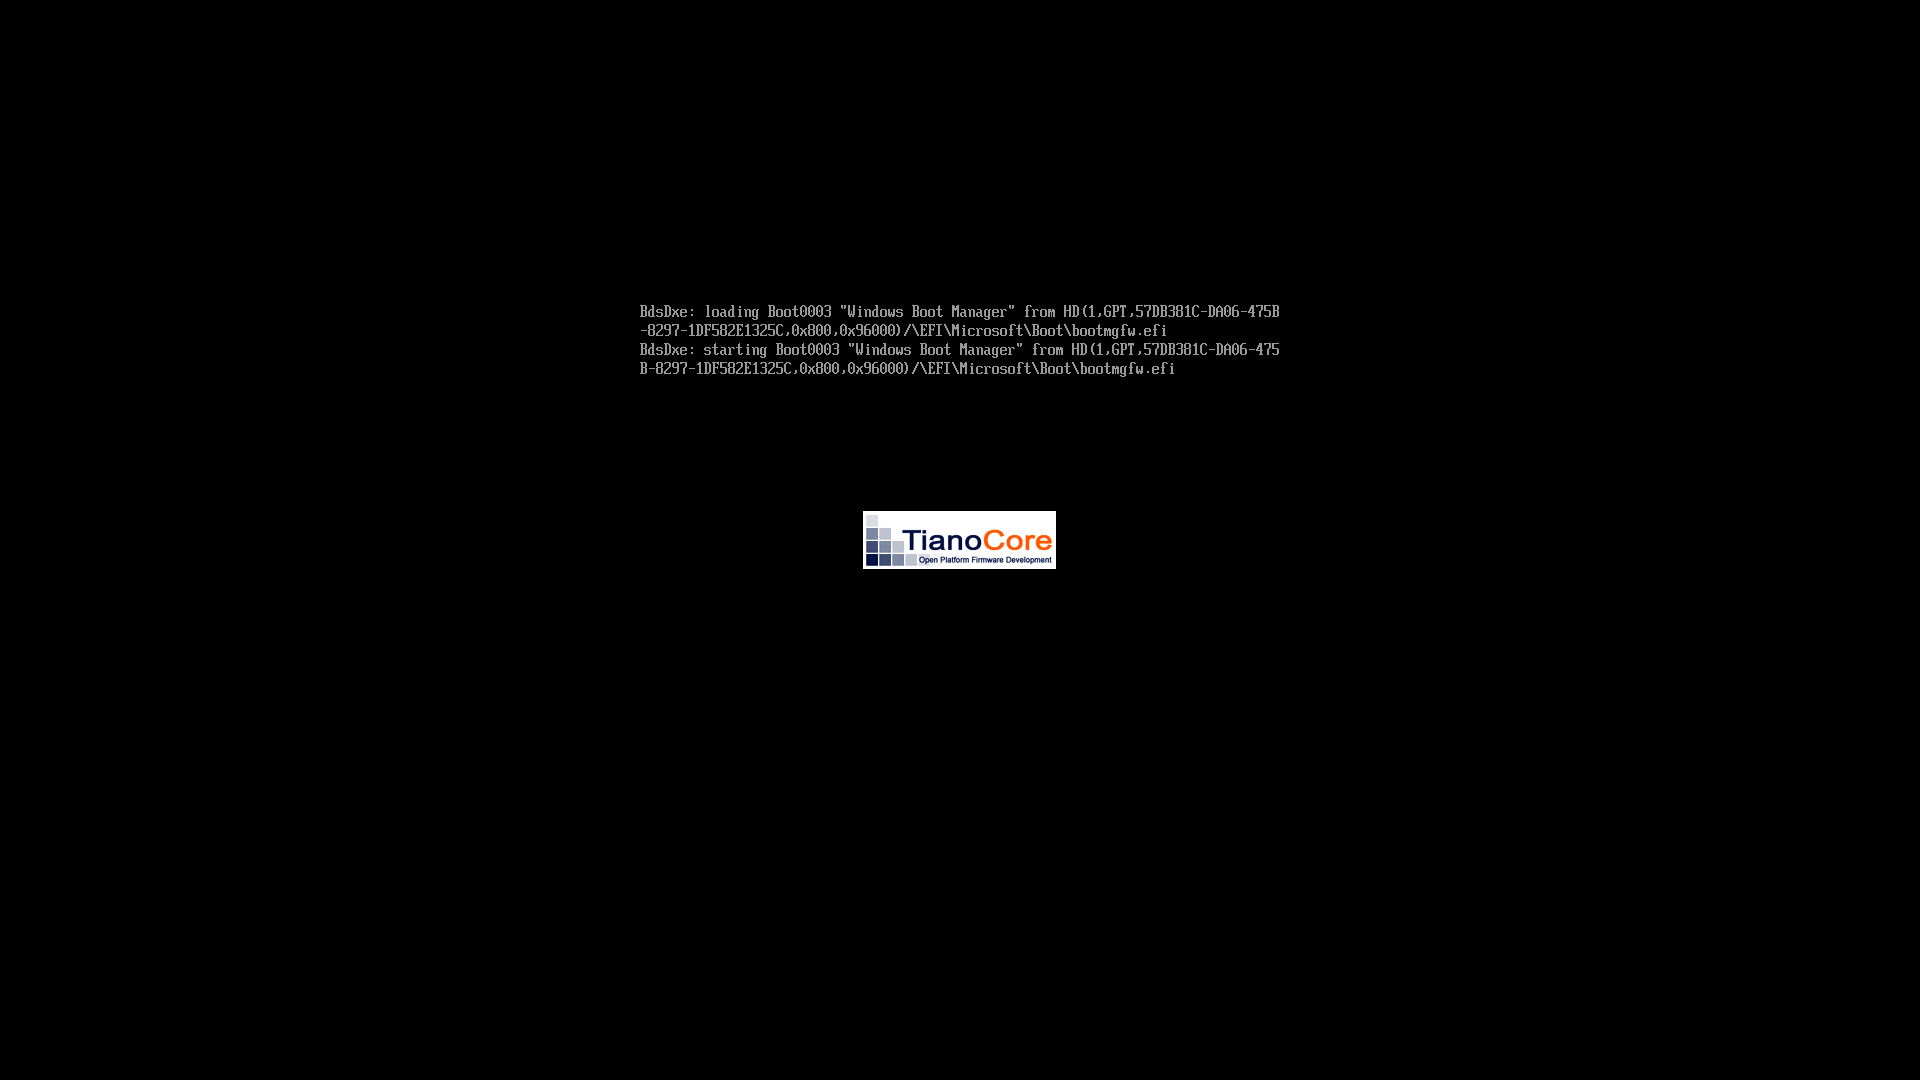 BdsDxe: loading Boot0003 "Windows Boot Manager" from HD(1,GPT,57DB381C-DA06-475B
-8297-1DF582E1325C,0x800,0x96000)/\EFI\Microsoft\Boot\bootmgfw.efi
BdsDxe: starting Boot0003 "Windows Boot Manager" from HD(1,GPT,57DB381C-DA06-475
B-8297-1DF582E1325C,0x800,0x96000)/\EFI\Microsoft\Boot\bootmgfw.efi
TianoCore
Open Platform Firmware Development